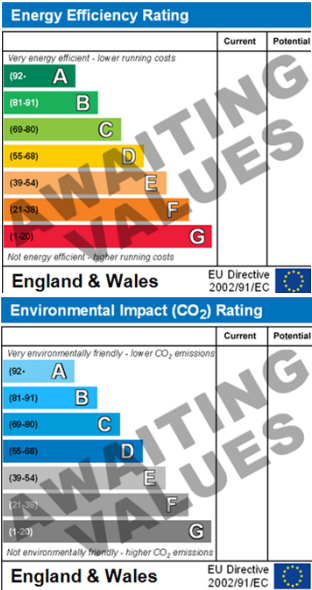 Energy Efficiency Rating
Current Potential
Very energy efficient - lower running costs
(92- A
(81-91) B
(69-80) C
(55-68) D
(39-54) E
(21-38) F
(1-20) G
Not energy efficient - higher running costs
AWAITING
VALUES
England & Wales
EU Directive
2002/91/EC
Environmental Impact (CO2) Rating
Current Potential
Very environmentally friendly - lower CO2 emissions
(92- A
(81-91) B
(69-80) C
(55-68) D
(39-54) E
(21-38) F
(1-20) G
Not environmentally friendly - higher CO2 emissions
AWAITING
VALUES
England & Wales
EU Directive
2002/91/EC